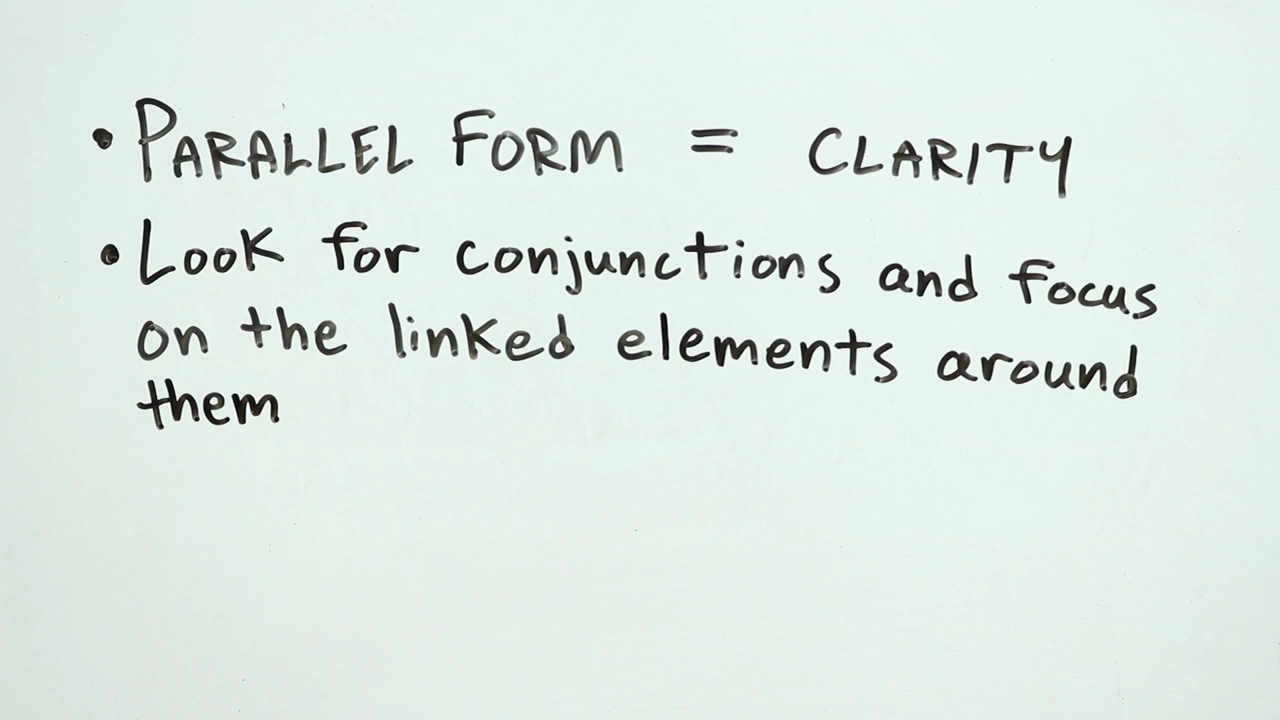 • PARALLEL FORM = CLARITY
• Look for conjunctions and focus
on the linked elements around
them